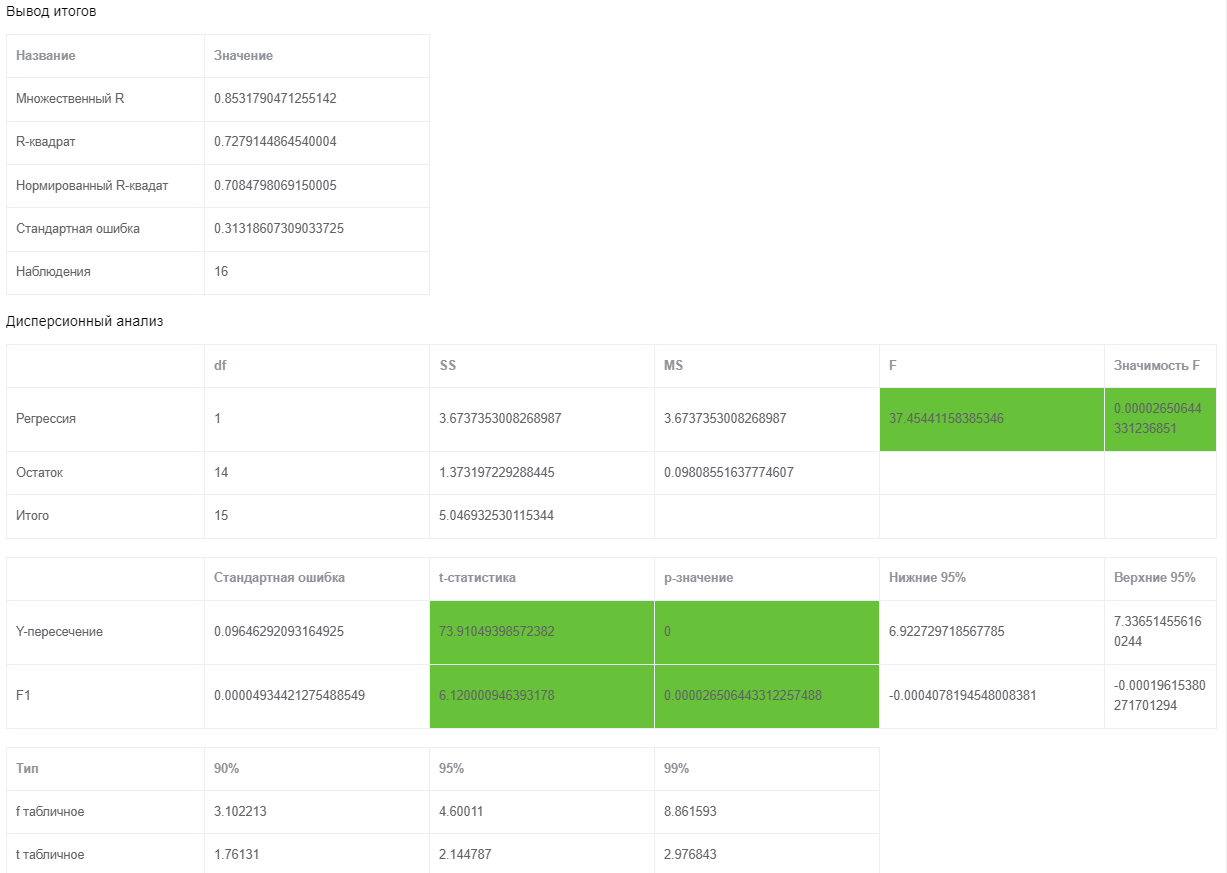 Вывод итогов
Название Значение
Множественный R 0.8531790471255142
R-квадрат 0.7279144864540004
Нормированный R-квадат 0.7084798069150005
Стандартная ошибка 0.31318607309033725
Наблюдения 16
Дисперсионный анализ
df SS MS F Значимость F
Регрессия 1 3.6737353008268987 3.6737353008268987 37.45441158385346 0.00002650644
331236851
Остаток 14 1.373197229288445 0.09808551637774607
Итого 15 5.046932530115344
Стандартная ошибка t-статистика p-значение Нижние 95% Верхние 95%
Y-пересечение 0.09646292093164925 73.91049398572382 0 6.922729718567785 7.33651455616
0244
F1 0.00004934421275488549 6.120000946393178 0.000026506443312257488 -0.0004078194548008381 -0.00019615380
271701294
Тип 90% 95% 99%
f табличное 3.102213 4.60011 8.861593
t табличное 1.76131 2.144787 2.976843